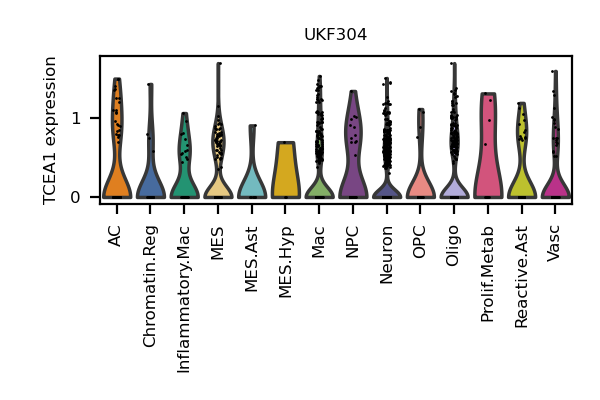 UKF304
TCEA1 expression
1
0
AC
Chromatin.Reg
Inflammatory.Mac
MES
MES.Ast
MES.Hyp
Mac
NPC
Neuron
OPC
Oligo
Prolif.Metab
Reactive.Ast
Vasc